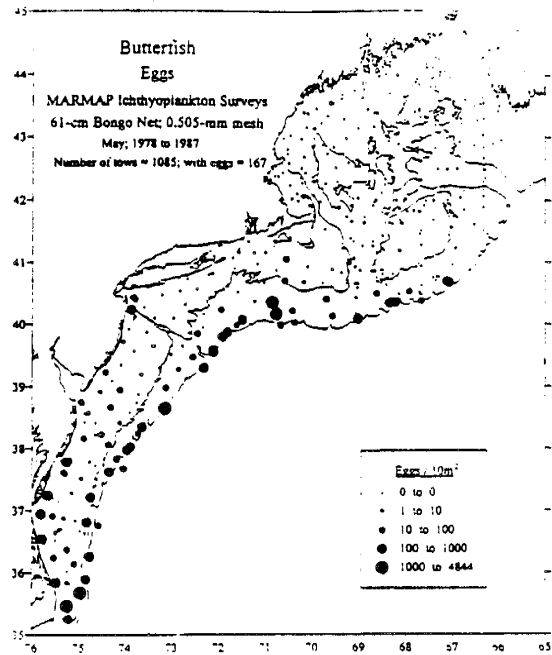 Butterfish
Eggs
MARMAP Ichthyoplankton Surveys
61-cm Bongo Net; 0.505-mm mesh
May; 1978 to 1987
Number of tows = 1085; with eggs = 167
45
44
43
42
41
40
39
38
37
36
35
Eggs / 10m²
0 to 0
1 to 10
10 to 100
100 to 1000
1000 to 4844
76 75 74 73 72 71 70 69 68 67 66 65